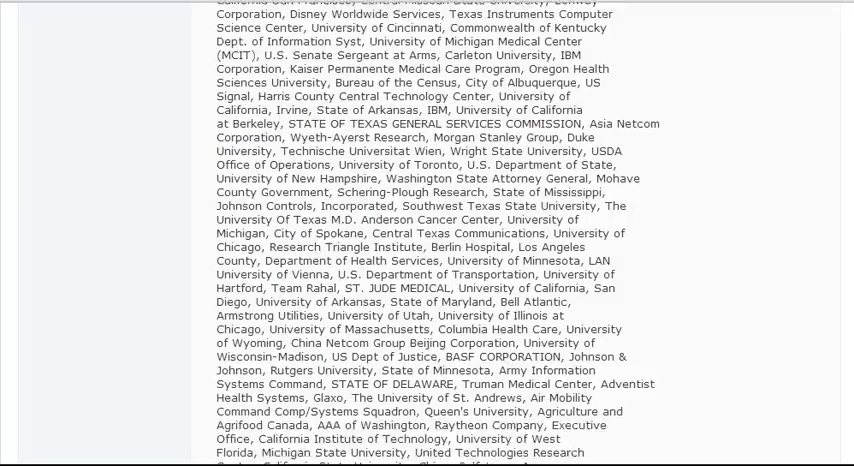 California San Francisco, Central Missouri State University, Conway
Corporation, Disney Worldwide Services, Texas Instruments Computer
Science Center, University of Cincinnati, Commonwealth of Kentucky
Dept. of Information Syst, University of Michigan Medical Center
(MCIT), U.S. Senate Sergeant at Arms, Carleton University, IBM
Corporation, Kaiser Permanente Medical Care Program, Oregon Health
Sciences University, Bureau of the Census, City of Albuquerque, US
Signal, Harris County Central Technology Center, University of
California, Irvine, State of Arkansas, IBM, University of California
at Berkeley, STATE OF TEXAS GENERAL SERVICES COMMISSION, Asia Netcom
Corporation, Wyeth-Ayerst Research, Morgan Stanley Group, Duke
University, Technische Universitat Wien, Wright State University, USDA
Office of Operations, University of Toronto, U.S. Department of State,
University of New Hampshire, Washington State Attorney General, Mohave
County Government, Schering-Plough Research, State of Mississippi,
Johnson Controls, Incorporated, Southwest Texas State University, The
University Of Texas M.D. Anderson Cancer Center, University of
Michigan, City of Spokane, Central Texas Communications, University of
Chicago, Research Triangle Institute, Berlin Hospital, Los Angeles
County, Department of Health Services, University of Minnesota, LAN
University of Vienna, U.S. Department of Transportation, University of
Hartford, Team Rahal, ST. JUDE MEDICAL, University of California, San
Diego, University of Arkansas, State of Maryland, Bell Atlantic,
Armstrong Utilities, University of Utah, University of Illinois at
Chicago, University of Massachusetts, Columbia Health Care, University
of Wyoming, China Netcom Group Beijing Corporation, University of
Wisconsin-Madison, US Dept of Justice, BASF CORPORATION, Johnson &
Johnson, Rutgers University, State of Minnesota, Army Information
Systems Command, STATE OF DELAWARE, Truman Medical Center, Adventist
Health Systems, Glaxo, The University of St. Andrews, Air Mobility
Command Comp/Systems Squadron, Queen's University, Agriculture and
Agrifood Canada, AAA of Washington, Raytheon Company, Executive
Office, California Institute of Technology, University of West
Florida, Michigan State University, United Technologies Research